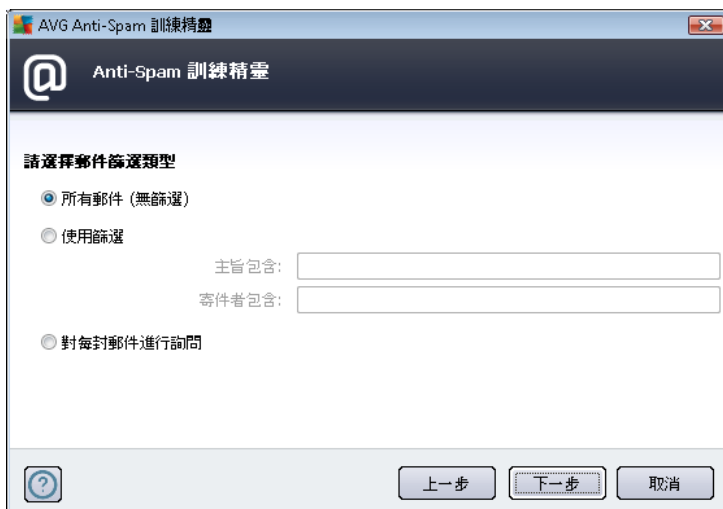 AVG Anti-Spam 訓練精靈
@
Anti-Spam 訓練精靈
請選擇郵件篩選類型
所有郵件 (無篩選)
使用篩選
主旨包含:
寄件者包含:
對每封郵件進行詢問
?
上一步
下一步
取消